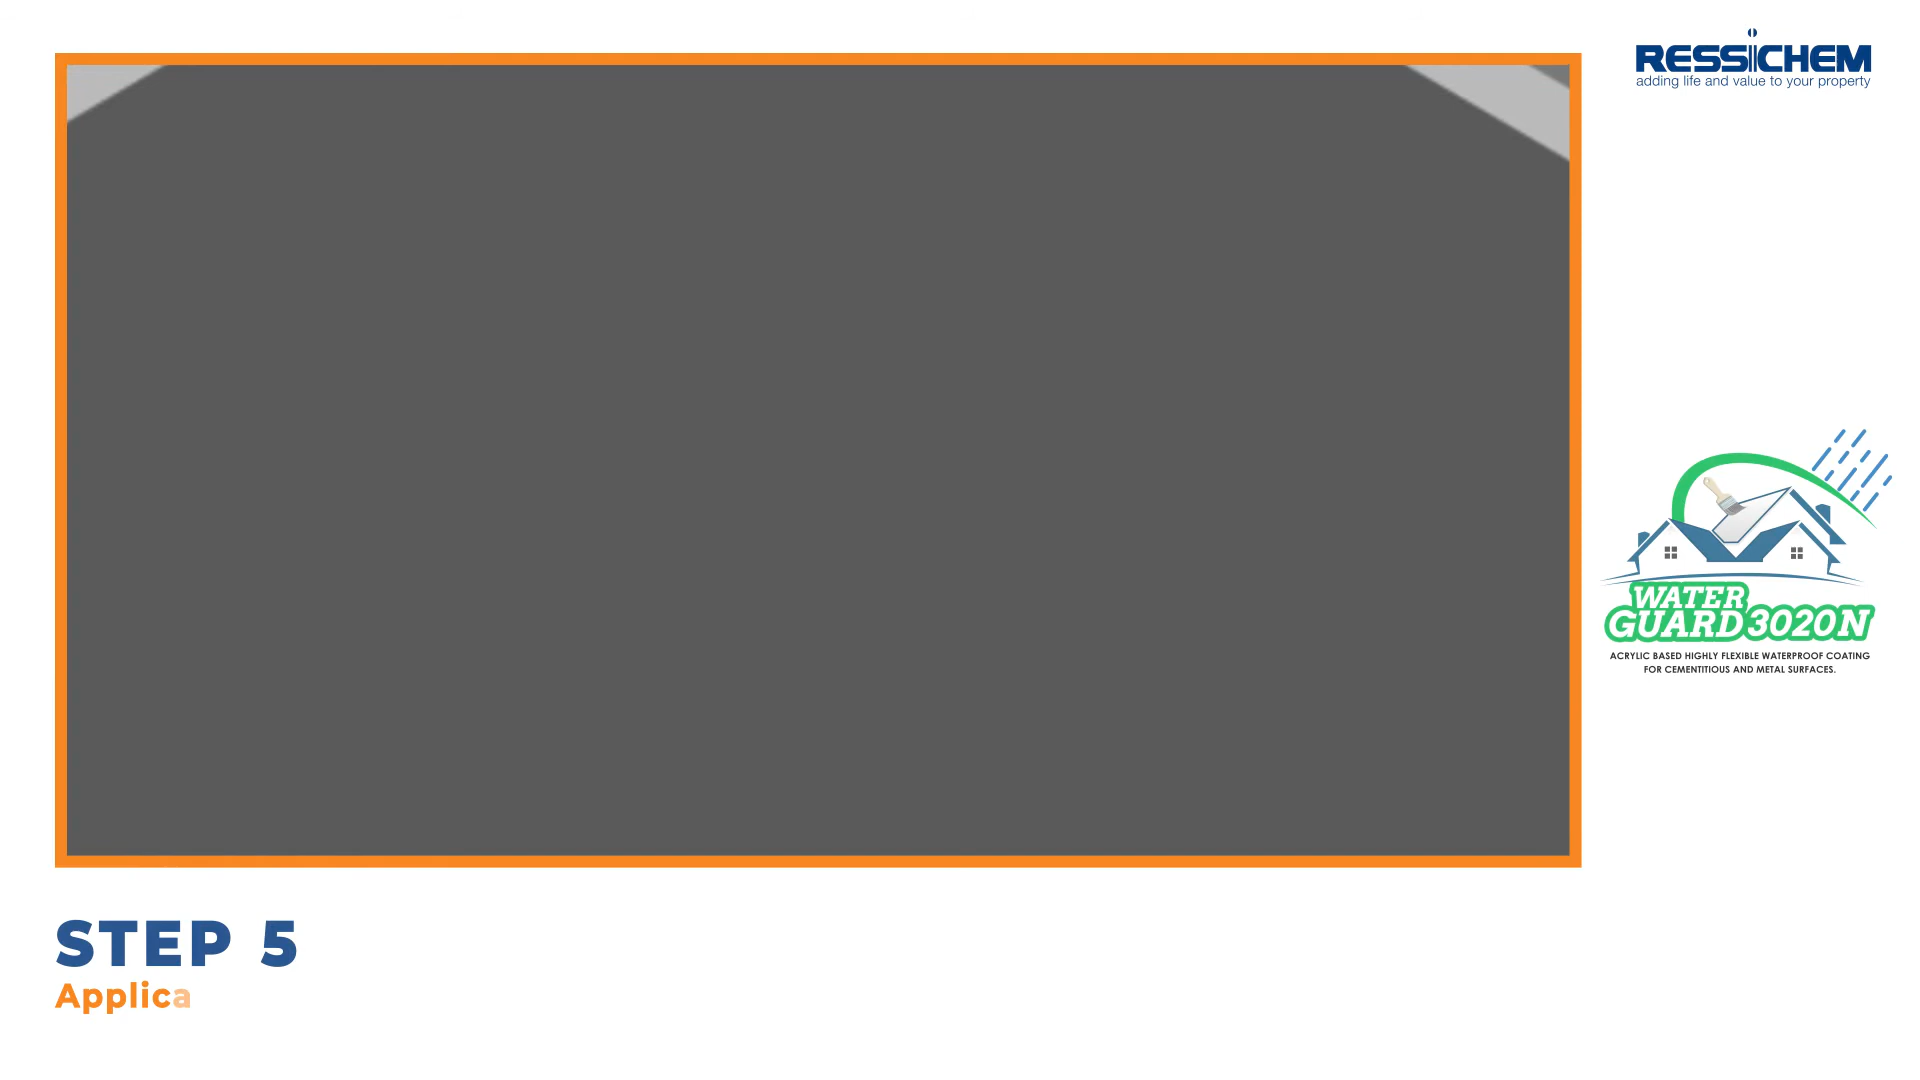 RESSICHEM
adding life and value to your property
WATER
GUARD 3020N
ACRYLIC BASED HIGHLY FLEXIBLE WATERPROOF COATING
FOR CEMENTITIOUS AND METAL SURFACES.
STEP 5
Applica